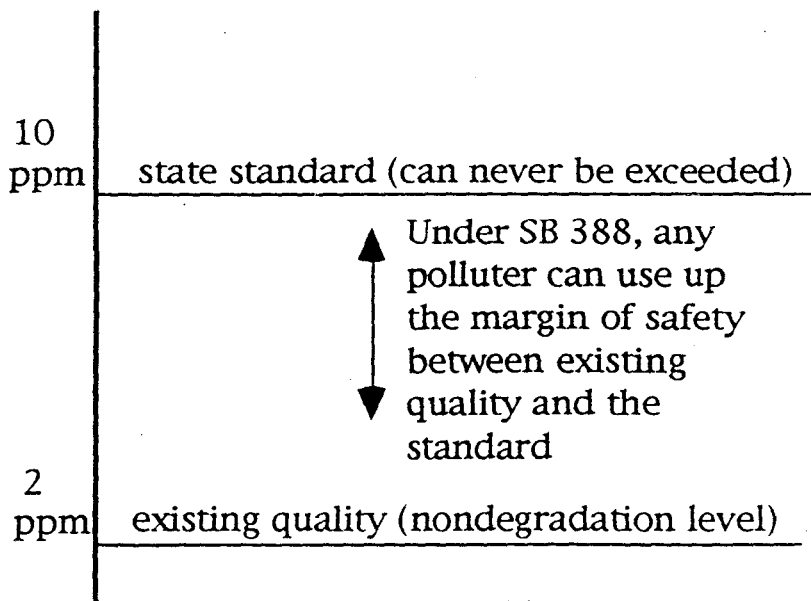 10
ppm
state standard (can never be exceeded)
Under SB 388, any
polluter can use up
the margin of safety
between existing
quality and the
standard
2
ppm
existing quality (nondegradation level)